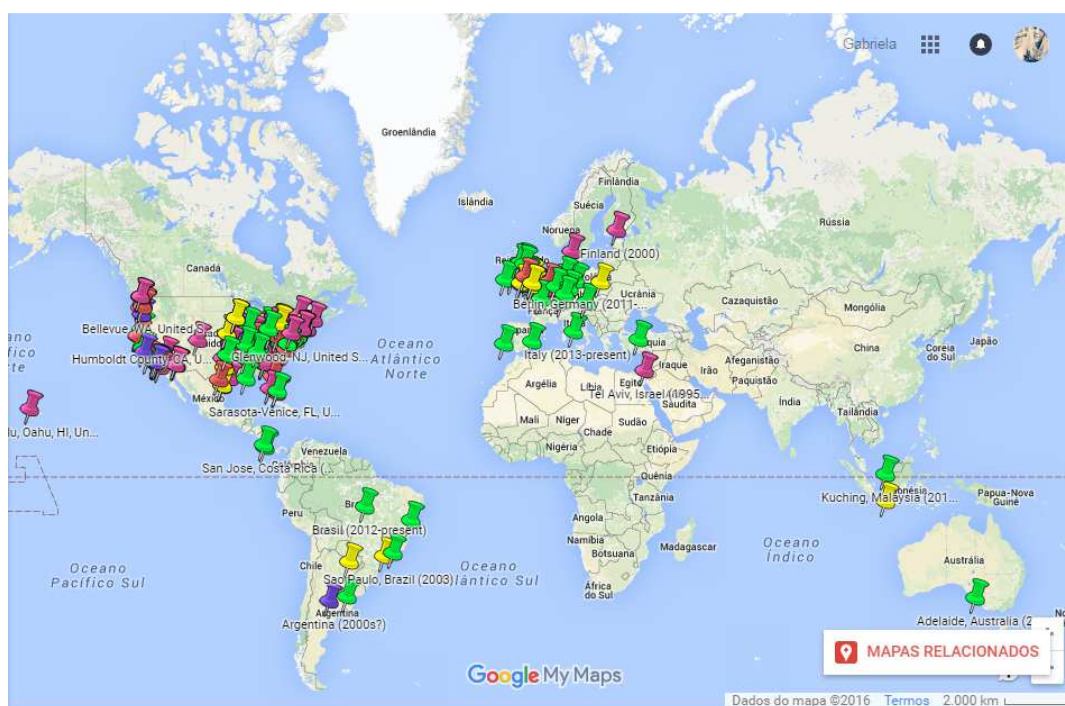 Gabriela
Groenlândia
Islândia
Finlândia
Suécia
Noruega
Rússia
Finland (2000)
Canadá
Ucrânia
Berlin, Germany (2011-...
Cazaquistão
Mongólia
Bellevue, WA, United S...
Humboldt County, CA, U...
Glenwood, NJ, United S...
Oceano
Atlântico
Norte
Italy (2013-present)
Iraque
Irão
Afeganistão
Paquistão
China
Coreia
do Sul
Japão
México
Sarasota-Venice, FL, U...
Argélia
Líbia
Egito
Tel Aviv, Israel (1995...
Saudita
Índia
Tailândia
lu, Oahu, HI, Un...
Mali
Níger
Sudão
Chade
Nigéria
Etiópia
Venezuela
San Jose, Costa Rica (...
Quênia
Kuching, Malaysia (201...
Papua-Nova
Guiné
Peru
Brasil (2012-present)
Tanzânia
Angola
Namíbia
Botsuana
Madagascar
Oceano
Índico
Austrália
Chile
Oceano
Pacífico Sul
Sao Paulo, Brazil (2003)
Oceano
lântico Sul
África
do Sul
Argentina
Argentina (2000s?)
Adelaide, Australia (2...
MAPAS RELACIONADOS
Google My Maps
Dados do mapa ©2016 Termos 2.000 km